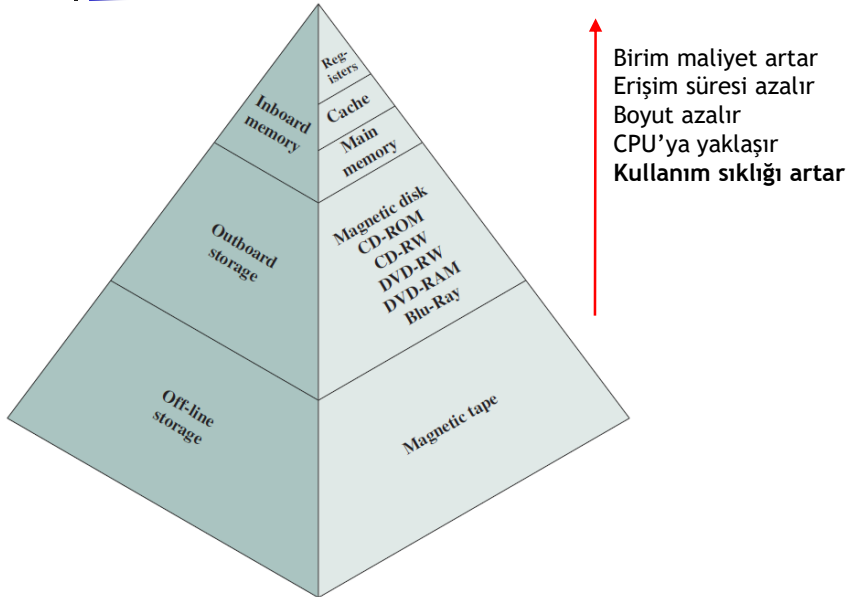 Reg-
isters
Cache
Main
memory
Inboard
memory
Magnetic disk
CD-ROM
CD-RW
DVD-RW
DVD-RAM
Blu-Ray
Outboard
storage
Magnetic tape
Off-line
storage
Birim maliyet artar
Erişim süresi azalır
Boyut azalır
CPU’ya yaklaşır
Kullanım sıklığı artar